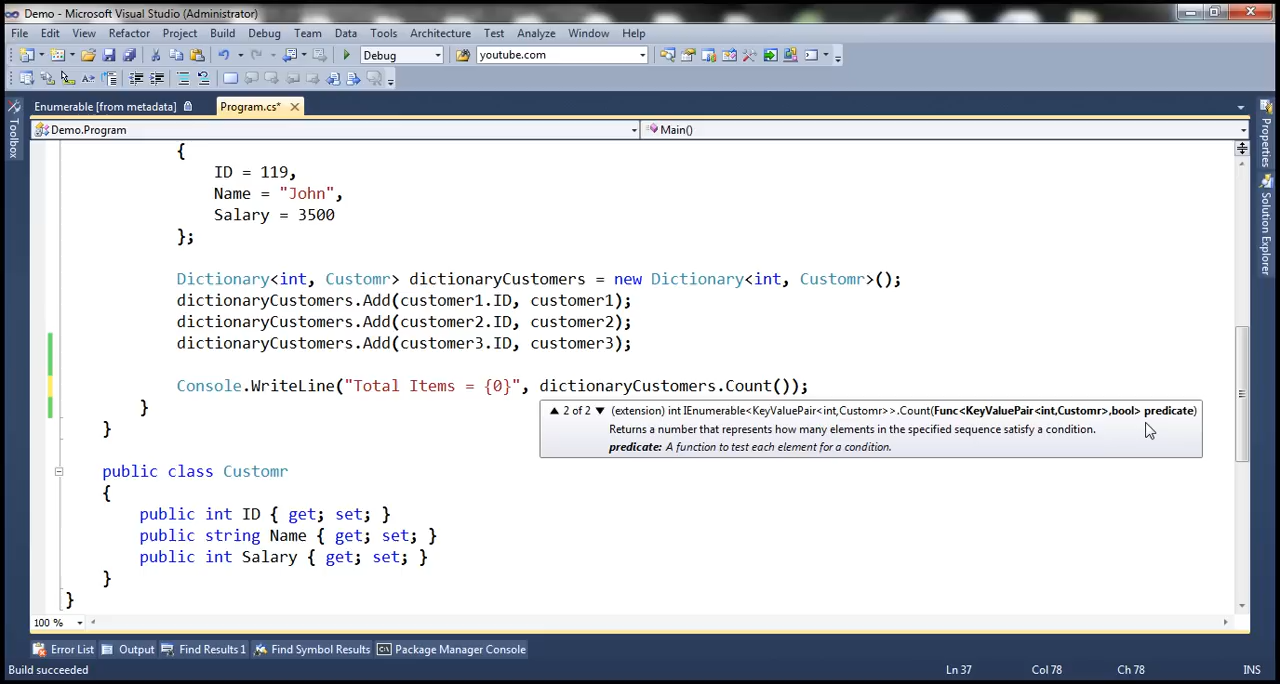 Demo - Microsoft Visual Studio (Administrator)
File Edit View Refactor Project Build Debug Team Data Tools Architecture Test Analyze Window Help
Debug youtube.com
Enumerable [from metadata] Program.cs*
Demo.Program Main()
Toolbox
Properties
Solution Explorer
{
ID = 119,
Name = "John",
Salary = 3500
};
Dictionary<int, Customr> dictionaryCustomers = new Dictionary<int, Customr>();
dictionaryCustomers.Add(customer1.ID, customer1);
dictionaryCustomers.Add(customer2.ID, customer2);
dictionaryCustomers.Add(customer3.ID, customer3);
Console.WriteLine("Total Items = {0}", dictionaryCustomers.Count());
}
2 of 2 (extension) int IEnumerable<KeyValuePair<int,Customr>>.Count(Func<KeyValuePair<int,Customr>,bool> predicate)
Returns a number that represents how many elements in the specified sequence satisfy a condition.
predicate: A function to test each element for a condition.
}
public class Customr
{
public int ID { get; set; }
public string Name { get; set; }
public int Salary { get; set; }
}
}
100 %
Error List Output Find Results 1 Find Symbol Results Package Manager Console
Build succeeded Ln 37 Col 78 Ch 78 INS